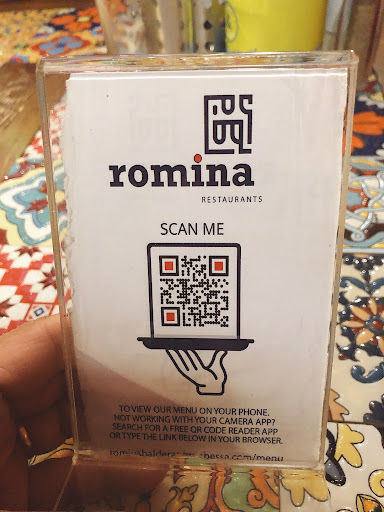 romina
RESTAURANTS
SCAN ME
TO VIEW OUR MENU ON YOUR PHONE.
NOT WORKING WITH YOUR CAMERA APP?
SEARCH FOR A FREE QR CODE READER APP
OR TYPE THE LINK BELOW IN YOUR BROWSER.